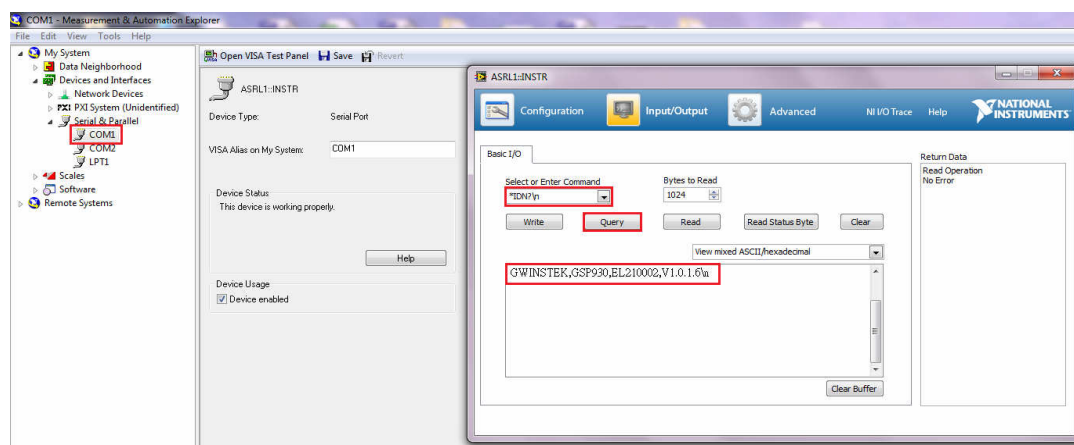 COM1 - Measurement & Automation Explorer
File Edit View Tools Help
My System
Data Neighborhood
Devices and Interfaces
Network Devices
PXI PXI System (Unidentified)
Serial & Parallel
COM1
COM2
LPT1
Scales
Software
Remote Systems
Open VISA Test Panel Save Revert
ASRL1::INSTR
Device Type: Serial Port
VISA Alias on My System: COM1
Device Status
This device is working properly.
Help
Device Usage
Device enabled
ASRL1::INSTR
Configuration Input/Output Advanced NI I/O Trace Help NATIONAL INSTRUMENTS
Basic I/O
Select or Enter Command Bytes to Read
*IDN?\n 1024
Write Query Read Read Status Byte Clear
View mixed ASCII/hexadecimal
GWINSTEK,GSP930,EL210002,V1.0.1.6\n
Clear Buffer
Return Data
Read Operation
No Error